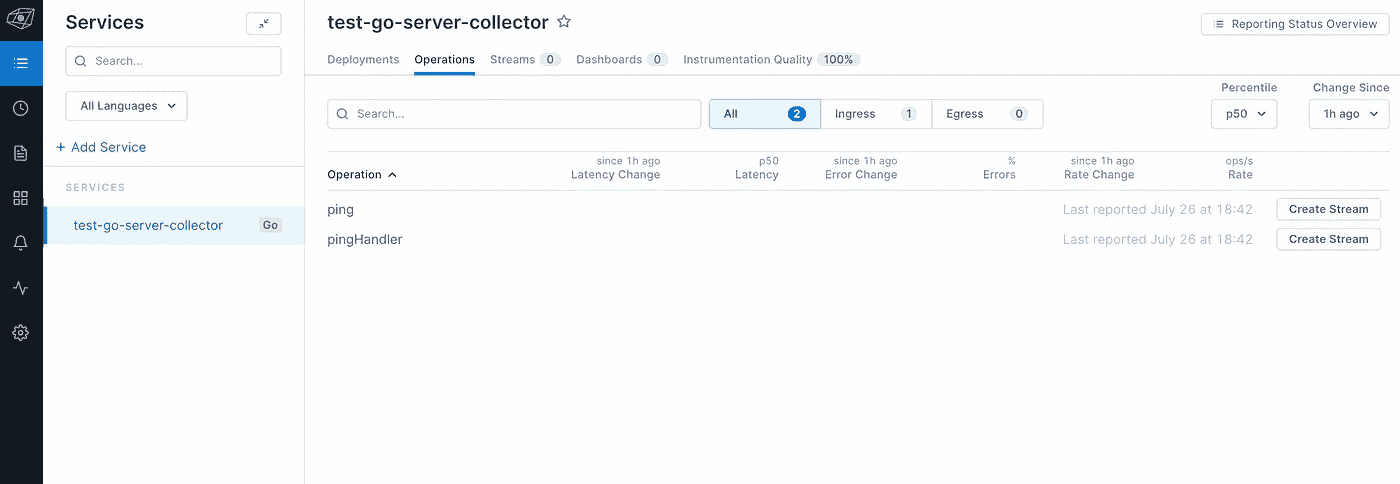 Services
Search...
All Languages
+ Add Service
SERVICES
test-go-server-collector Go
test-go-server-collector
Reporting Status Overview
Deployments Operations Streams 0 Dashboards 0 Instrumentation Quality 100%
Percentile Change Since
Search... All 2 Ingress 1 Egress 0 p50 1h ago
since 1h ago p50 since 1h ago % since 1h ago ops/s
Operation Latency Change Latency Error Change Errors Rate Change Rate
ping Last reported July 26 at 18:42 Create Stream
pingHandler Last reported July 26 at 18:42 Create Stream